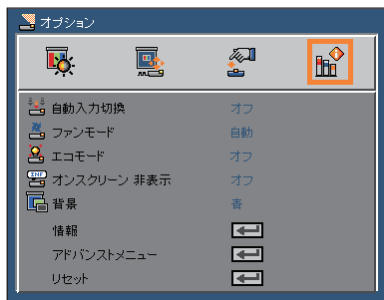 オプション
自動入力切換 オフ
ファンモード 自動
エコモード オフ
オンスクリーン 非表示 オフ
背景 青
情報
アドバンストメニュー
リセット